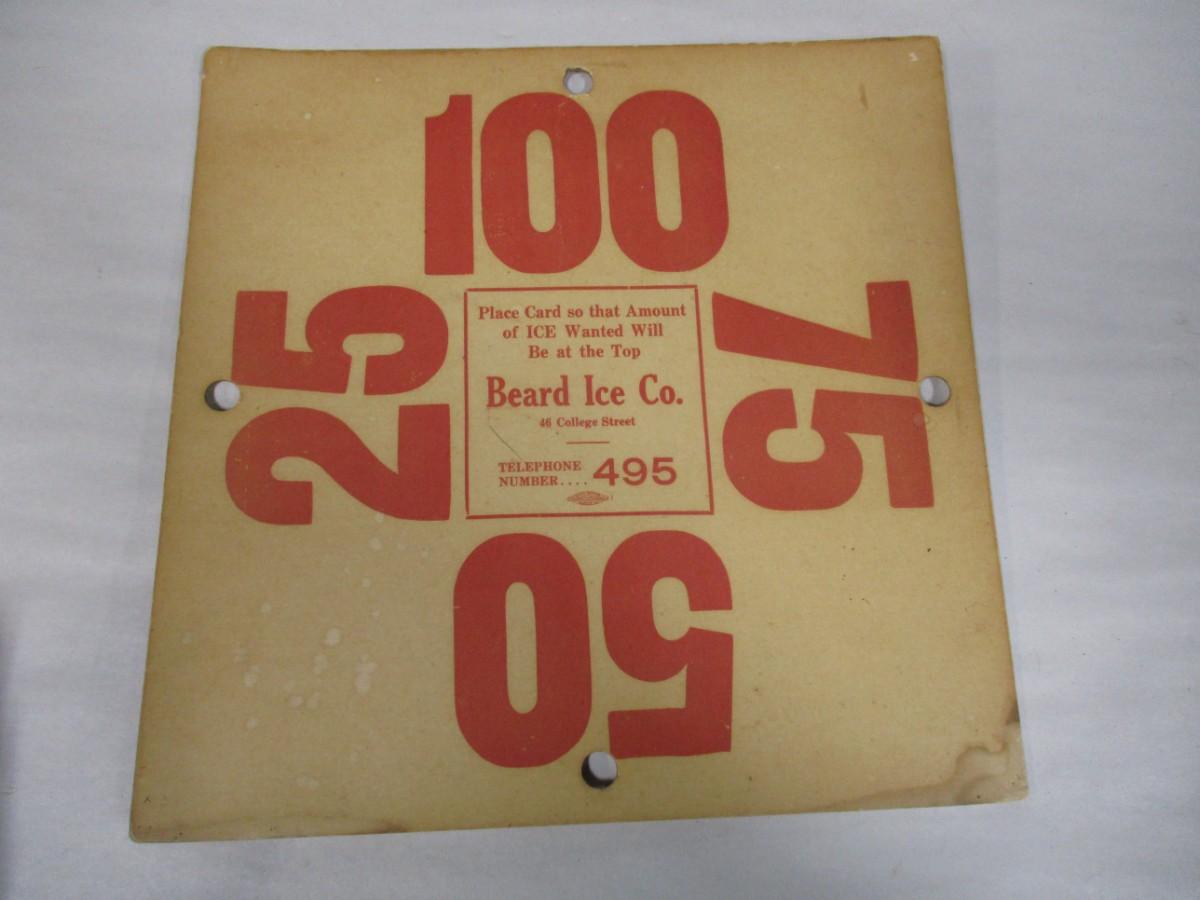 100
25
75
Place Card so that Amount
of ICE Wanted Will
Be at the Top
Beard Ice Co.
46 College Street
TELEPHONE
NUMBER.... 495
50